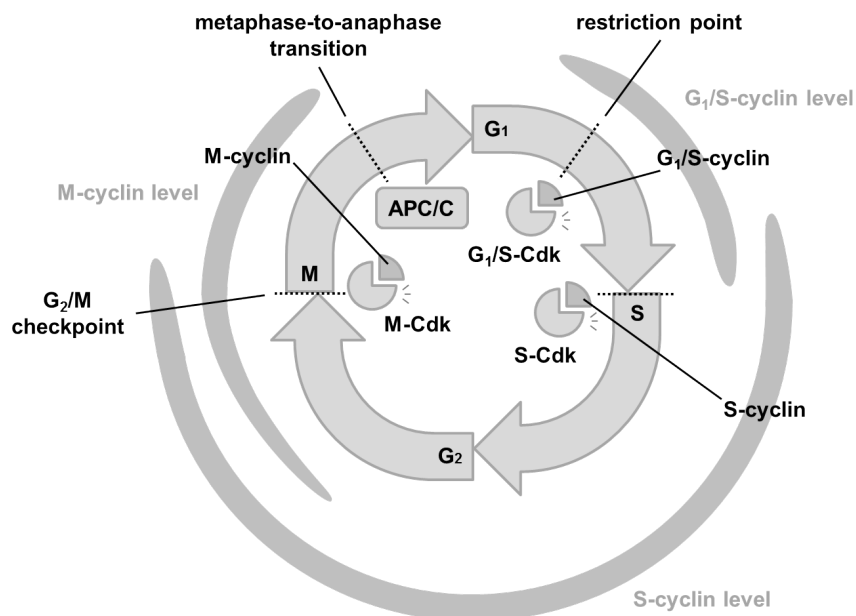 metaphase-to-anaphase
transition
restriction point
G₁/S-cyclin level
G₁
M-cyclin
G₁/S-cyclin
M-cyclin level
APC/C
G₁/S-Cdk
M
G₂/M
checkpoint
M-Cdk
S
S-Cdk
S-cyclin
G₂
S-cyclin level